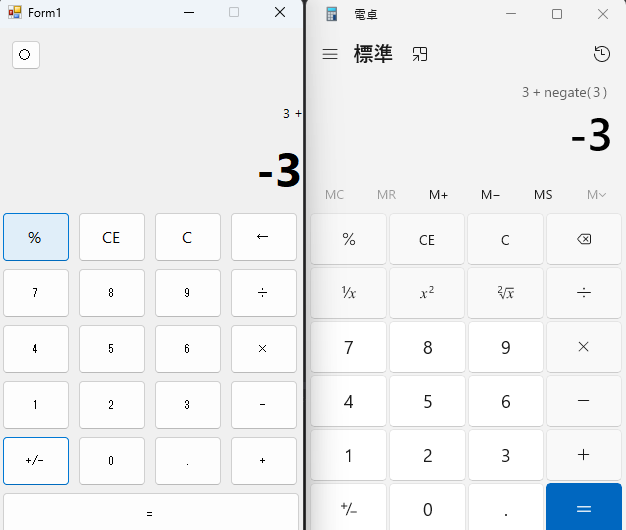 Form1
○
3 +
-3
% CE C ←
7 8 9 ÷
4 5 6 ×
1 2 3 -
+/- 0 . +
=
電卓
標準
3 + negate( 3 )
-3
MC MR M+ M− MS M˅
% CE C
¹/x x² ²√x ÷
7 8 9 ×
4 5 6 −
1 2 3 +
+/− 0 . =